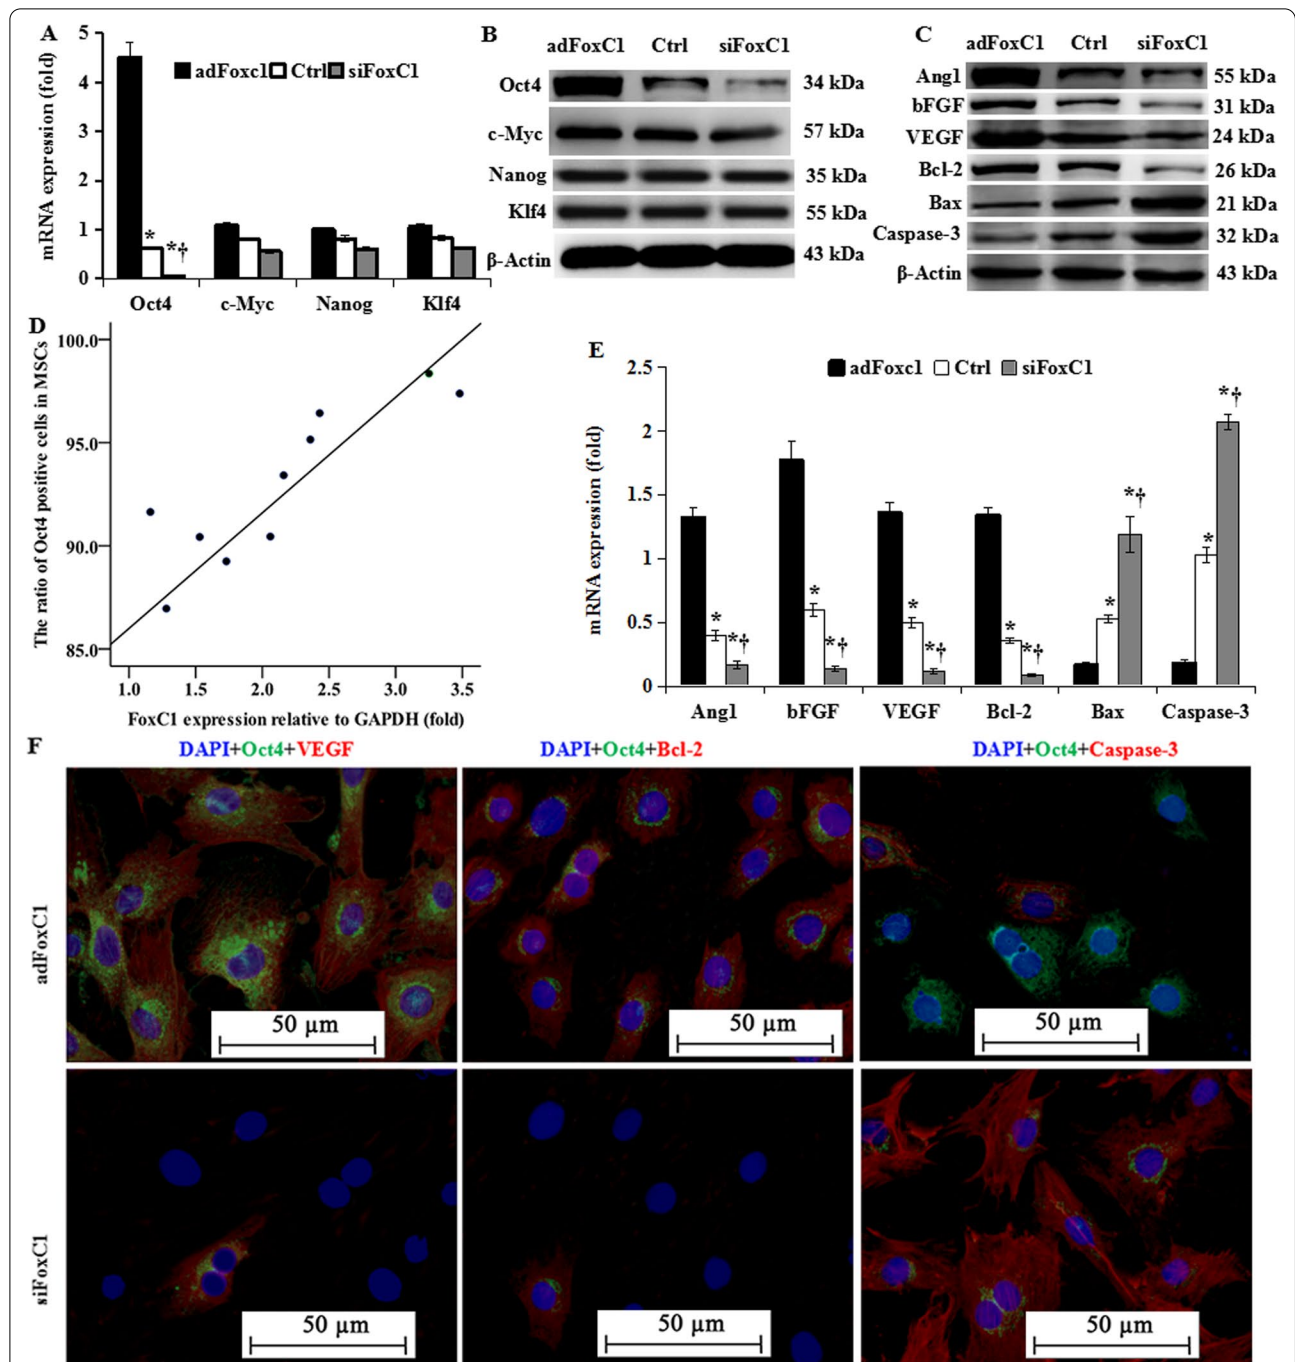 A
mRNA expression (fold)
5
4
3
2
1
0
adFoxc1 Ctrl siFoxC1
*
*†
Oct4 c-Myc Nanog Klf4
B
adFoxC1 Ctrl siFoxC1
Oct4 34 kDa
c-Myc 57 kDa
Nanog 35 kDa
Klf4 55 kDa
β-Actin 43 kDa
C
adFoxC1 Ctrl siFoxC1
Ang1 55 kDa
bFGF 31 kDa
VEGF 24 kDa
Bcl-2 26 kDa
Bax 21 kDa
Caspase-3 32 kDa
β-Actin 43 kDa
D
The ratio of Oct4 positive cells in MSCs
100.0
95.0
90.0
85.0
1.0 1.5 2.0 2.5 3.0 3.5
FoxC1 expression relative to GAPDH (fold)
E
mRNA expression (fold)
2.5
2
1.5
1
0.5
0
adFoxc1 Ctrl siFoxC1
* *†
* *†
* *†
* *†
* *†
* *†
Ang1 bFGF VEGF Bcl-2 Bax Caspase-3
F
DAPI+Oct4+VEGF DAPI+Oct4+Bcl-2 DAPI+Oct4+Caspase-3
adFoxC1
50 µm 50 µm 50 µm
siFoxC1
50 µm 50 µm 50 µm